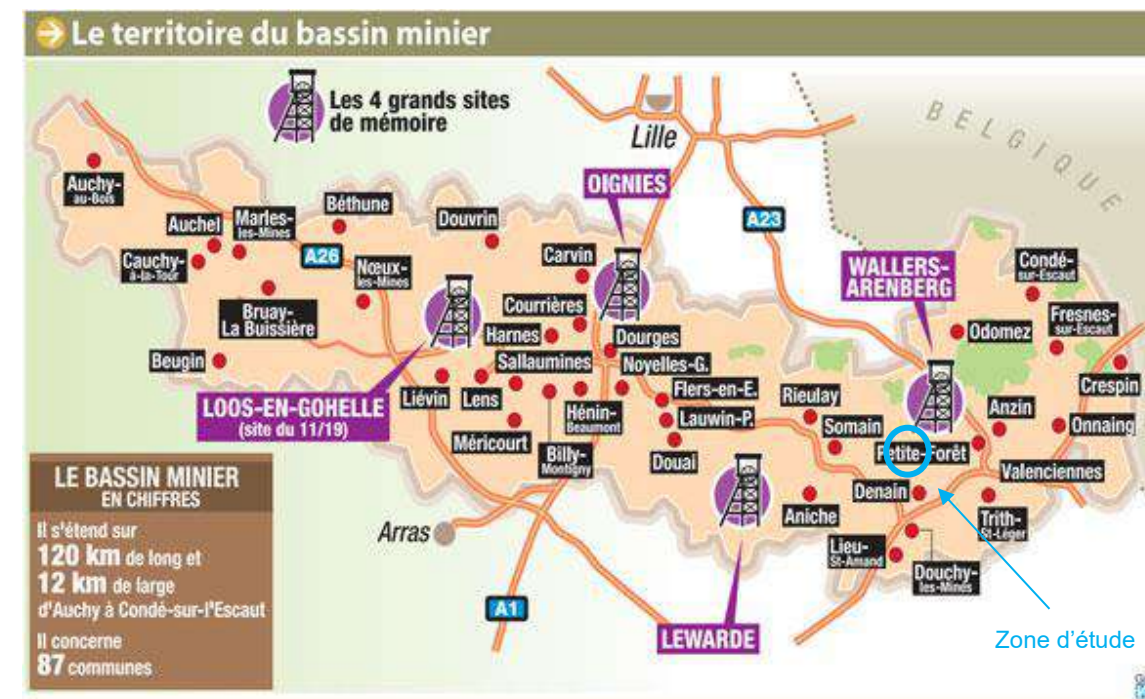 Le territoire du bassin minier
Les 4 grands sites
de mémoire
Lille
BELGIQUE
OIGNIES
A23
Auchy-
au-Bois
Béthune
Auchel
Marles-
les-Mines
Douvrin
A26
Carvin
WALLERS-
ARENBERG
Condé-
sur-Escaut
Cauchy-
à-la-Tour
Nœux-
les-Mines
Courrières
Fresnes-
sur-Escaut
Bruay-
La Buissière
Harnes
Dourges
Odomez
Beugin
Sallaumines
Noyelles-G.
Crespin
LOOS-EN-GOHELLE
(site du 11/19)
Liévin
Lens
Hénin-
Beaumont
Flers-en-E.
Rieulay
Anzin
Lauwin-P.
Somain
Onnaing
Méricourt
Billy-
Montigny
Douai
Petite-Forêt
Valenciennes
LE BASSIN MINIER
EN CHIFFRES
Denain
Trith-
St-Léger
Aniche
Arras
Lieu-
St-Amand
Douchy-
les-Mines
Il s'étend sur
120 km de long et
12 km de large
d'Auchy à Condé-sur-l'Escaut
A1
LEWARDE
Zone d'étude
Il concerne
87 communes